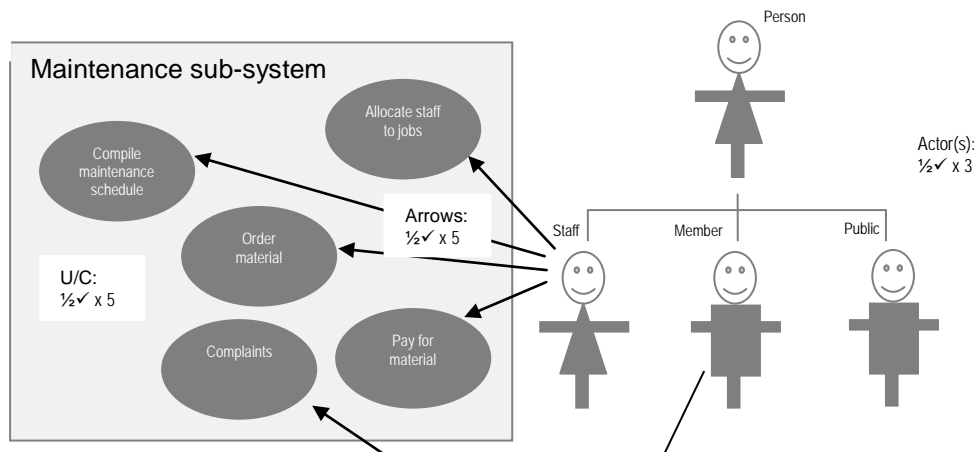 Person
Maintenance sub-system
Allocate staff
to jobs
Actor(s):
½✓ x 3
Compile
maintenance
schedule
Arrows:
½✓ x 5
Staff
Member
Public
Order
material
U/C:
½✓ x 5
Complaints
Pay for
material